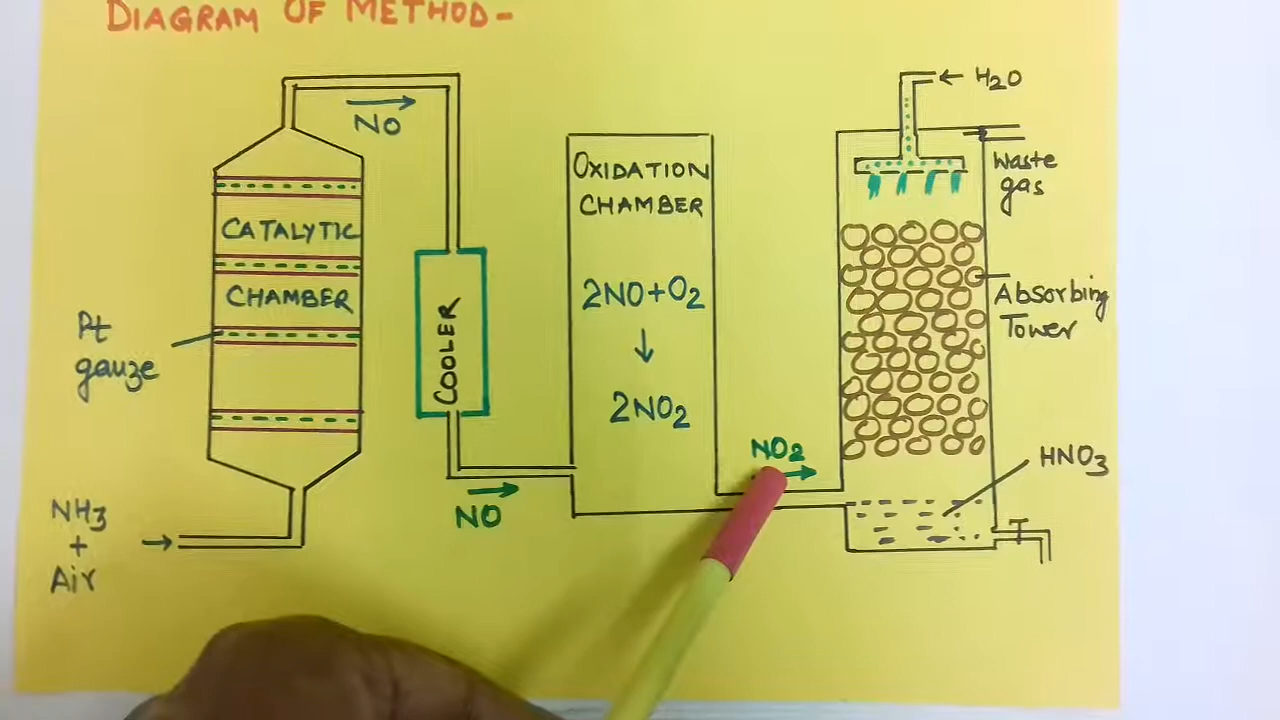 DIAGRAM OF METHOD-
NO
CATALYTIC
CHAMBER
Pt
gauze
NH3
+
Air
COOLER
NO
OXIDATION
CHAMBER
2NO+O2
↓
2NO2
NO2
← H2O
Waste
gas
Absorbing
Tower
HNO3